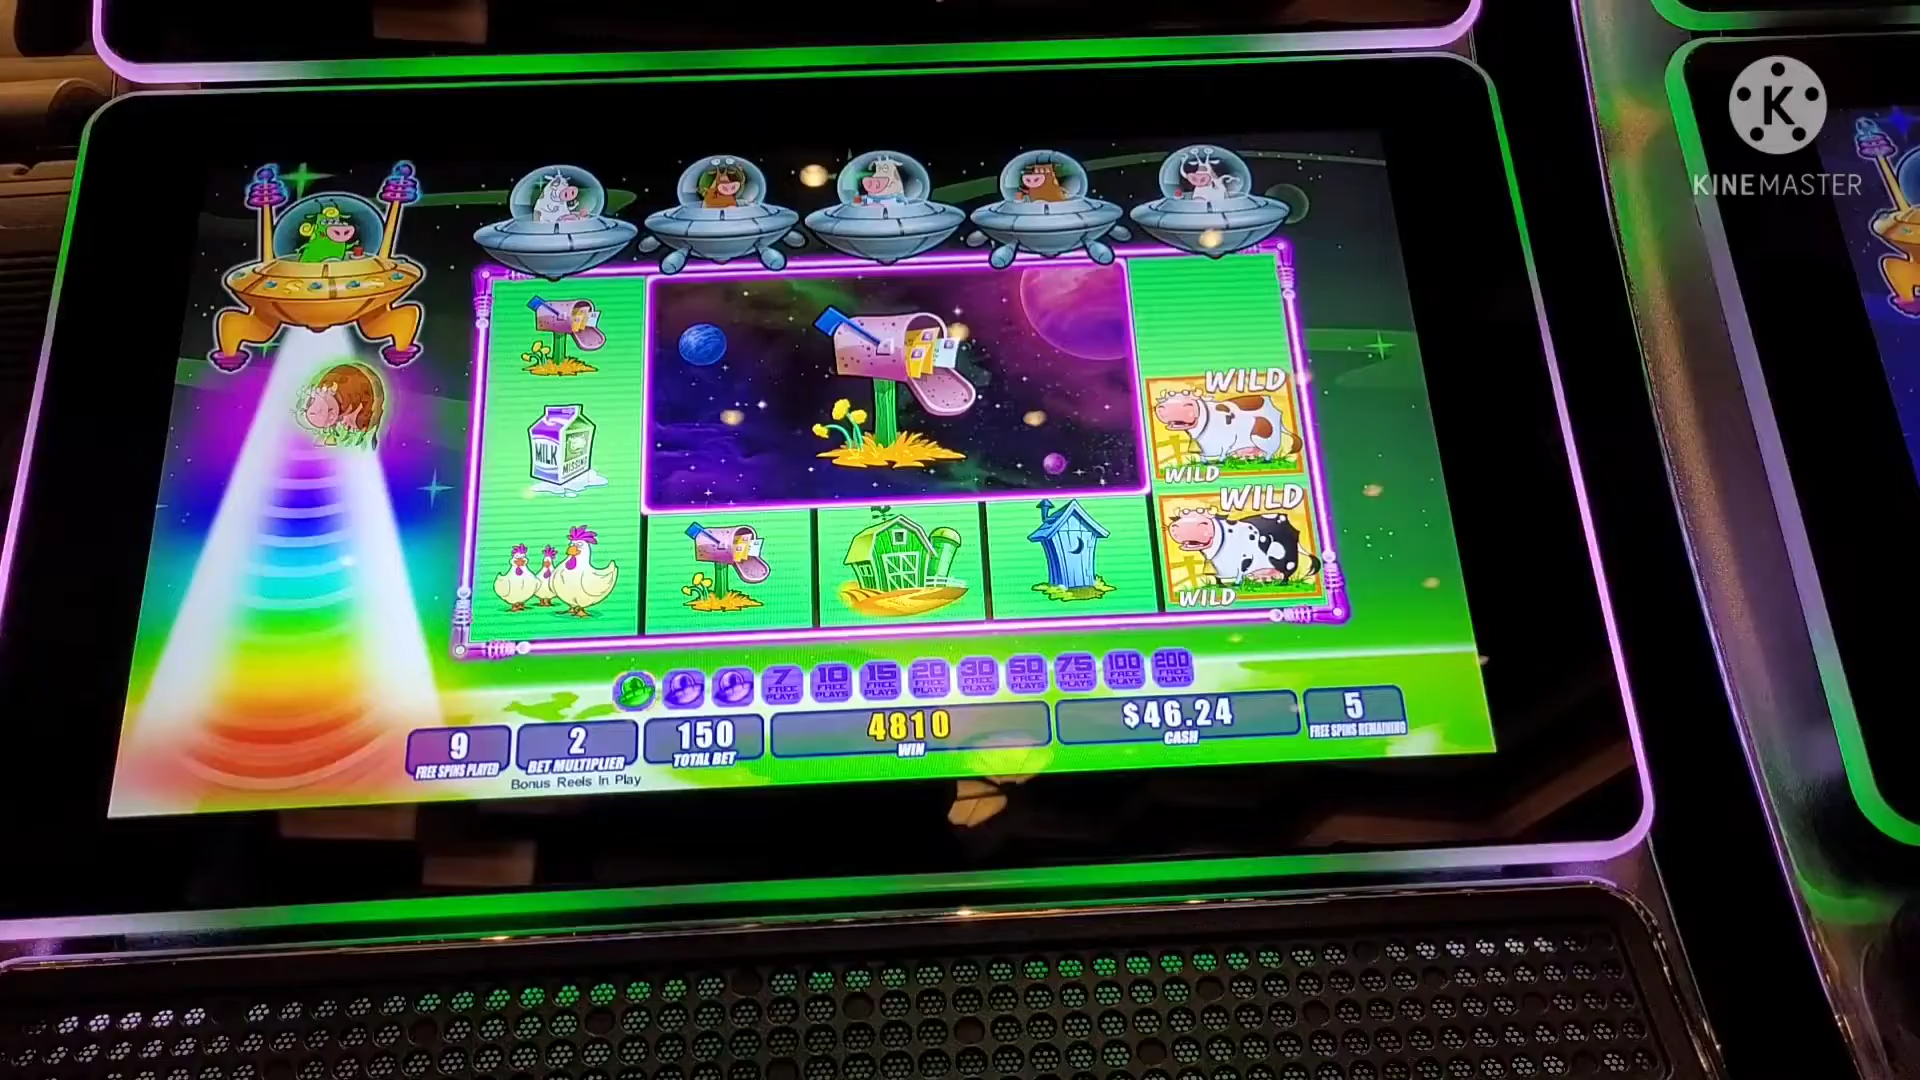 K
KINEMASTER
WILD
WILD
MILK
MISSING
WILD
WILD
7 FREE PLAYS
10 FREE PLAYS
15 FREE PLAYS
20 FREE PLAYS
30 FREE PLAYS
50 FREE PLAYS
75 FREE PLAYS
100 FREE PLAYS
200 FREE PLAYS
9
FREE SPINS PLAYED
2
BET MULTIPLIER
150
TOTAL BET
4810
WIN
$46.24
CASH
5
FREE SPINS REMAINING
Bonus Reels In Play